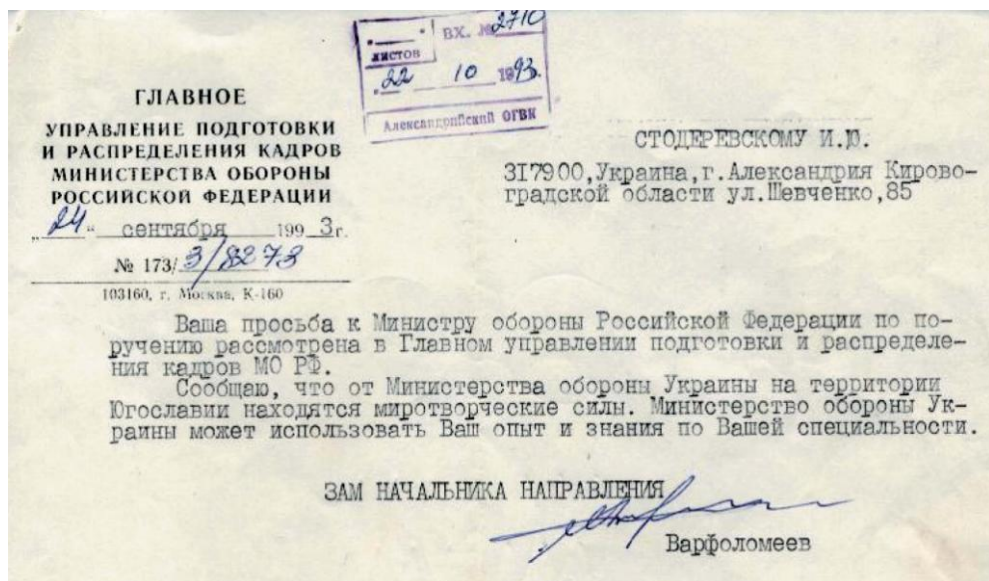 листов
ВХ. № 2710
22 10 1993.
Александрийский ОГВК
ГЛАВНОЕ
УПРАВЛЕНИЕ ПОДГОТОВКИ
И РАСПРЕДЕЛЕНИЯ КАДРОВ
МИНИСТЕРСТВА ОБОРОНЫ
РОССИЙСКОЙ ФЕДЕРАЦИИ
„24“ сентября 1993г.
№ 173/3/8273
103160, г. Москва, К-160
СТОДЕРЕВСКОМУ И.Ю.
317900,Украина,г.Александрия Кирово-
градской области ул.Шевченко,85
Ваша просьба к Министру обороны Российской Федерации по по-
ручению рассмотрена в Главном управлении подготовки и распределе-
ния кадров МО РФ.
Сообщаю, что от Министерства обороны Украины на территории
Югославии находятся миротворческие силы. Министерство обороны Ук-
раины может использовать Ваш опыт и знания по Вашей специальности.
ЗАМ НАЧАЛЬНИКА НАПРАВЛЕНИЯ
Варфоломеев